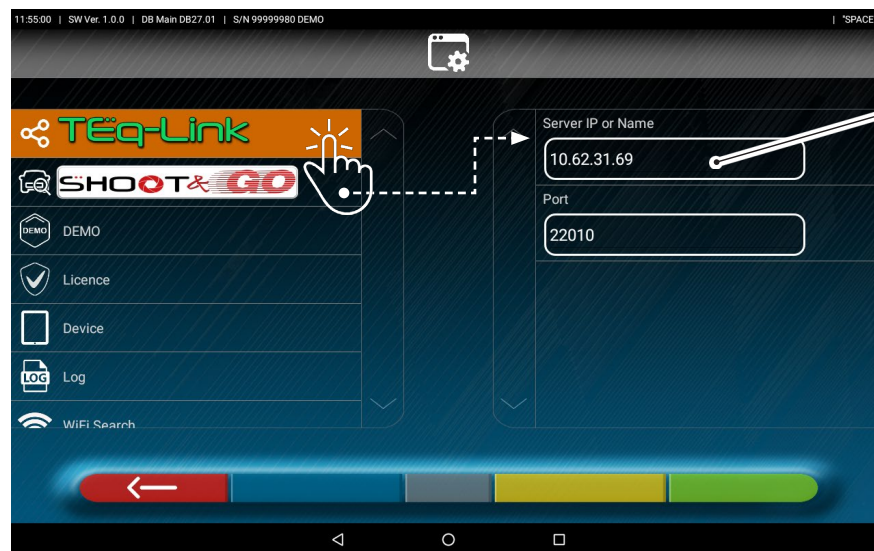 11:55:00 | SW Ver. 1.0.0 | DB Main DB27.01 | S/N 99999980 DEMO | "SPACE
TEq-Link
SHOOT& GO
DEMO DEMO
Licence
Device
LOG Log
WiFi Search
Server IP or Name
10.62.31.69
Port
22010